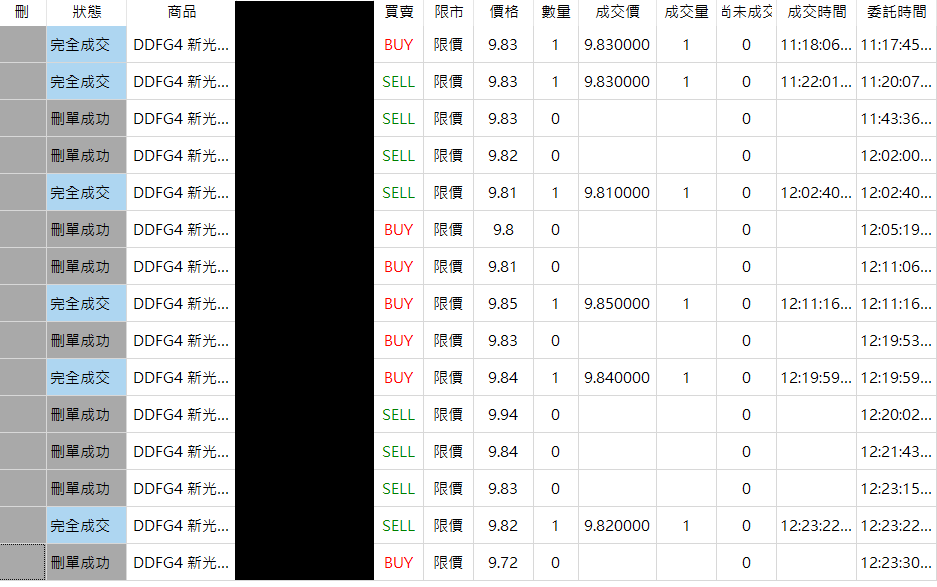 刪 狀態 商品 買賣 限市 價格 數量 成交價 成交量 尚未成交 成交時間 委託時間
完全成交 DDFG4 新光... BUY 限價 9.83 1 9.830000 1 0 11:18:06... 11:17:45...
完全成交 DDFG4 新光... SELL 限價 9.83 1 9.830000 1 0 11:22:01... 11:20:07...
刪單成功 DDFG4 新光... SELL 限價 9.83 0 0 11:43:36...
刪單成功 DDFG4 新光... SELL 限價 9.82 0 0 12:02:00...
完全成交 DDFG4 新光... SELL 限價 9.81 1 9.810000 1 0 12:02:40... 12:02:40...
刪單成功 DDFG4 新光... BUY 限價 9.8 0 0 12:05:19...
刪單成功 DDFG4 新光... BUY 限價 9.81 0 0 12:11:06...
完全成交 DDFG4 新光... BUY 限價 9.85 1 9.850000 1 0 12:11:16... 12:11:16...
刪單成功 DDFG4 新光... BUY 限價 9.83 0 0 12:19:53...
完全成交 DDFG4 新光... BUY 限價 9.84 1 9.840000 1 0 12:19:59... 12:19:59...
刪單成功 DDFG4 新光... SELL 限價 9.94 0 0 12:20:02...
刪單成功 DDFG4 新光... SELL 限價 9.84 0 0 12:21:43...
刪單成功 DDFG4 新光... SELL 限價 9.83 0 0 12:23:15...
完全成交 DDFG4 新光... SELL 限價 9.82 1 9.820000 1 0 12:23:22... 12:23:22...
刪單成功 DDFG4 新光... BUY 限價 9.72 0 0 12:23:30...